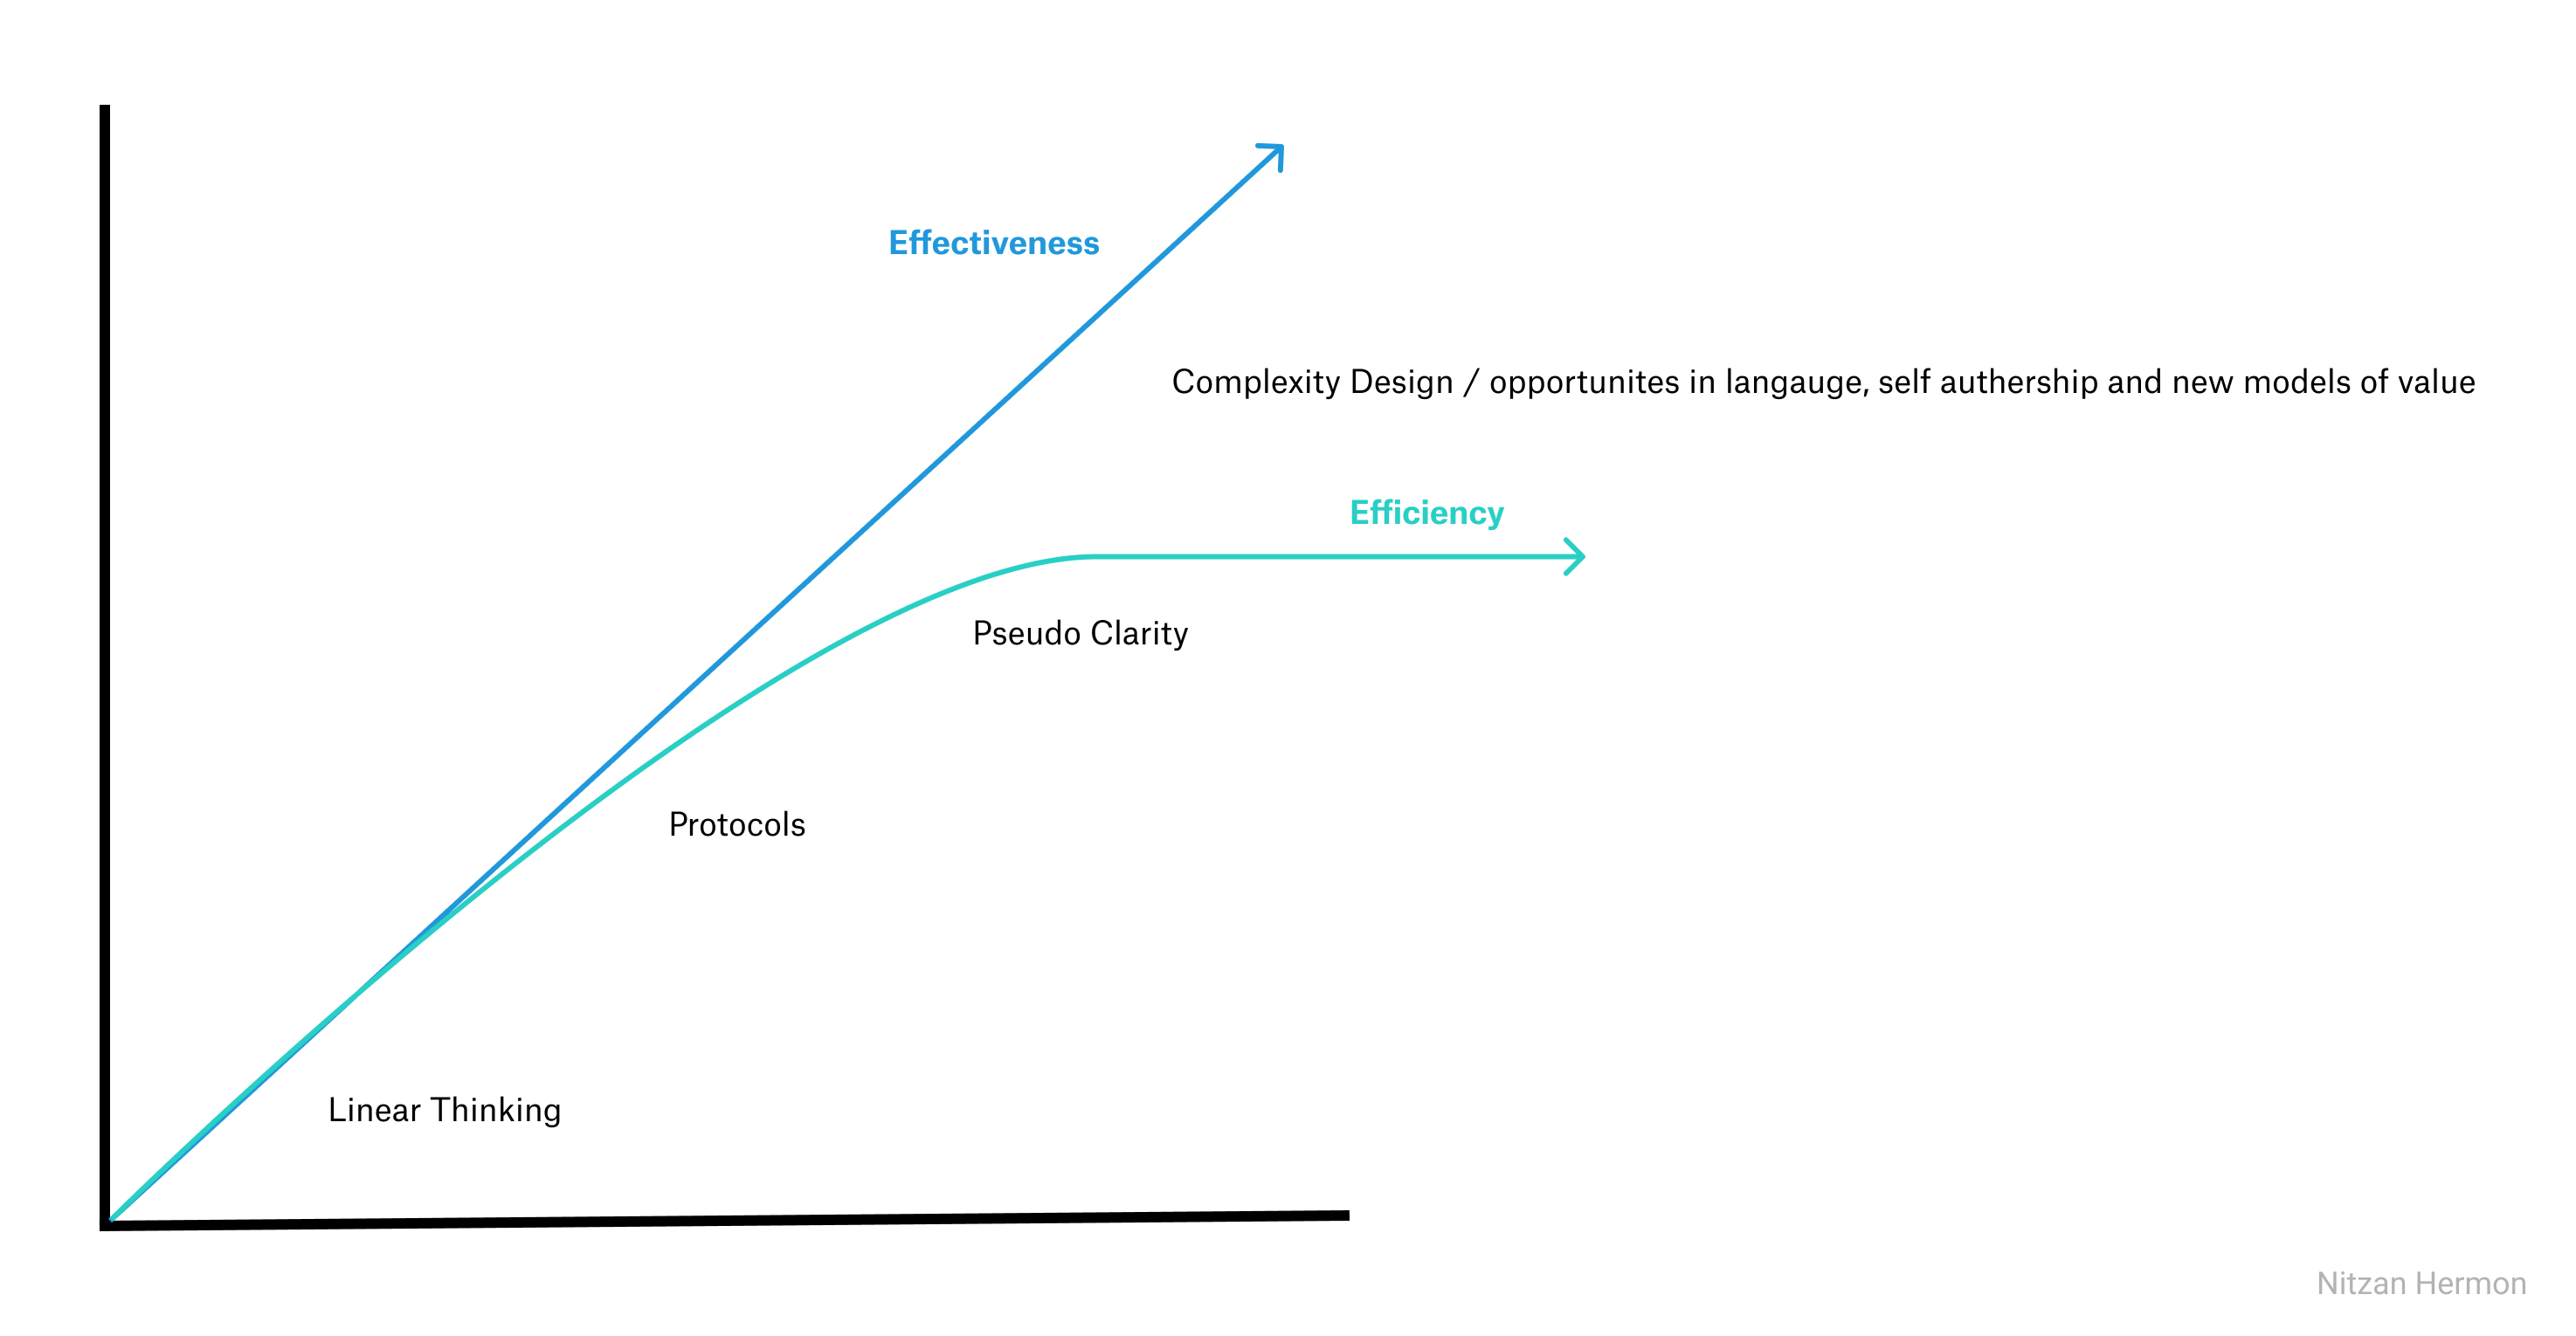 Effectiveness
Complexity Design / opportunites in langauge, self authership and new models of value
Efficiency
Pseudo Clarity
Protocols
Linear Thinking
Nitzan Hermon